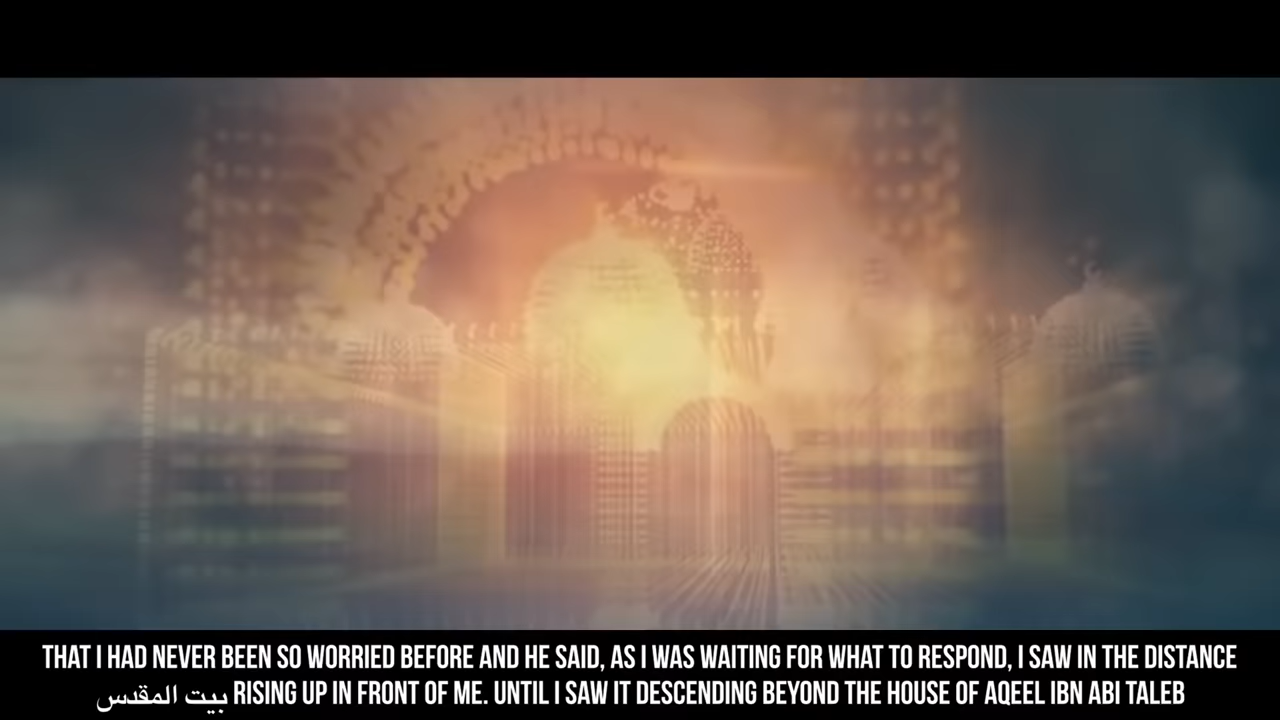 THAT I HAD NEVER BEEN SO WORRIED BEFORE AND HE SAID, AS I WAS WAITING FOR WHAT TO RESPOND, I SAW IN THE DISTANCE
بيت المقدس RISING UP IN FRONT OF ME. UNTIL I SAW IT DESCENDING BEYOND THE HOUSE OF AQEEL IBN ABI TALEB